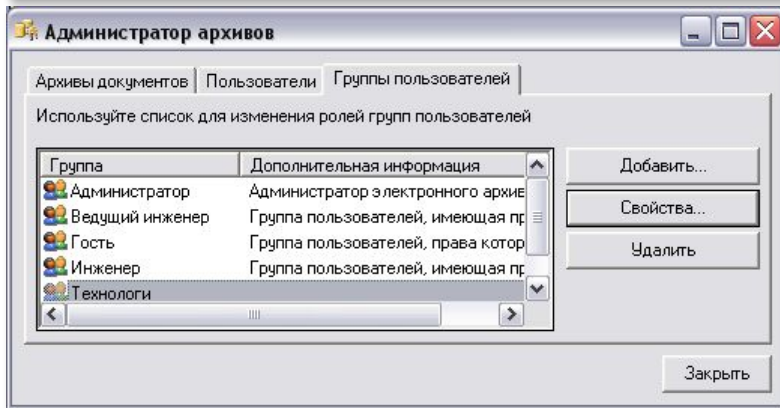 Администратор архивов
Архивы документов Пользователи Группы пользователей
Используйте список для изменения ролей групп пользователей
Группа Дополнительная информация
Администратор Администратор электронного архив
Ведущий инженер Группа пользователей, имеющая пр
Гость Группа пользователей, права котор
Инженер Группа пользователей, имеющая пр
Технологи
Добавить...
Свойства...
Удалить
Закрыть